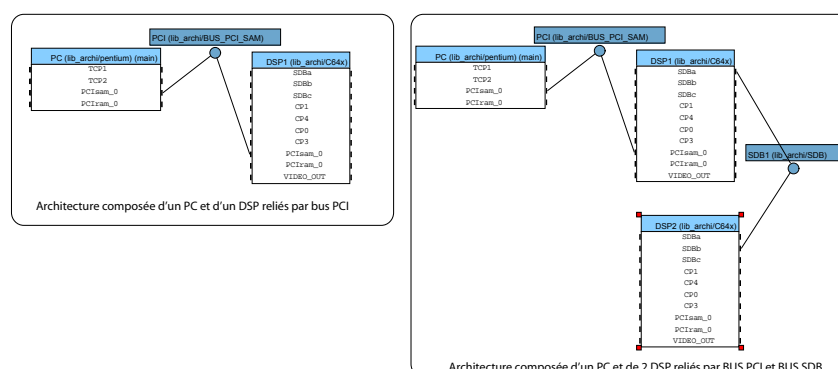 PCI (lib_archi/BUS_PCI_SAM)
PC (lib_archi/pentium) (main)
TCP1
TCP2
PCIsam_0
PCIram_0
DSP1 (lib_archi/C64x)
SDBa
SDBb
SDBc
CP1
CP4
CP0
CP3
PCIsam_0
PCIram_0
VIDEO_OUT
Architecture composée d'un PC et d'un DSP reliés par bus PCI
PCI (lib_archi/BUS_PCI_SAM)
PC (lib_archi/pentium) (main)
TCP1
TCP2
PCIsam_0
PCIram_0
DSP1 (lib_archi/C64x)
SDBa
SDBb
SDBc
CP1
CP4
CP0
CP3
PCIsam_0
PCIram_0
VIDEO_OUT
SDB1 (lib_archi/SDB)
DSP2 (lib_archi/C64x)
SDBa
SDBb
SDBc
CP1
CP4
CP0
CP3
PCIsam_0
PCIram_0
VIDEO_OUT
Architecture composée d'un PC et de 2 DSP reliés par BUS PCI et BUS SDB